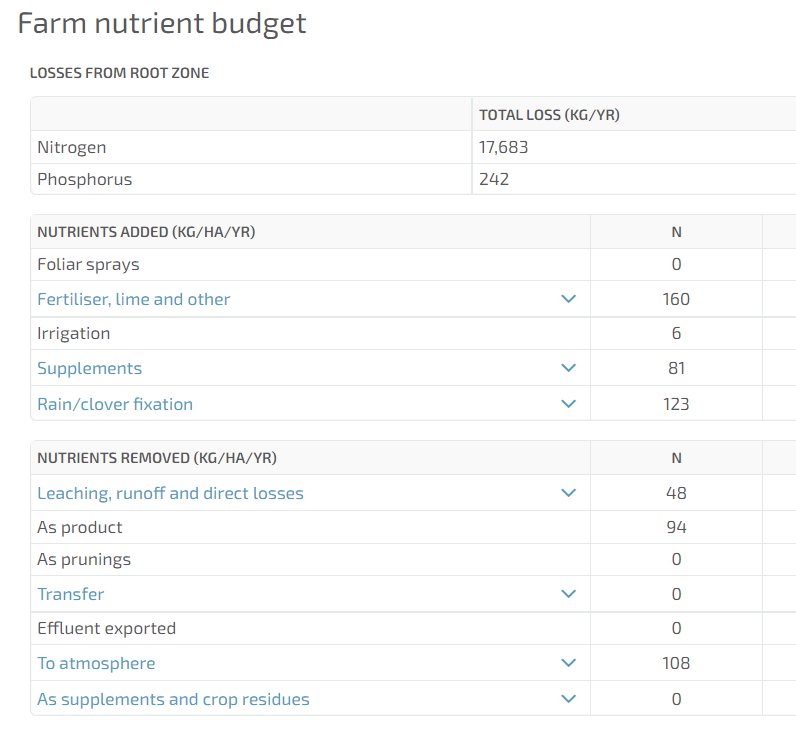 Farm nutrient budget
LOSSES FROM ROOT ZONE
TOTAL LOSS (KG/YR)
Nitrogen 17,683
Phosphorus 242
NUTRIENTS ADDED (KG/HA/YR) N
Foliar sprays 0
Fertiliser, lime and other 160
Irrigation 6
Supplements 81
Rain/clover fixation 123
NUTRIENTS REMOVED (KG/HA/YR) N
Leaching, runoff and direct losses 48
As product 94
As prunings 0
Transfer 0
Effluent exported 0
To atmosphere 108
As supplements and crop residues 0